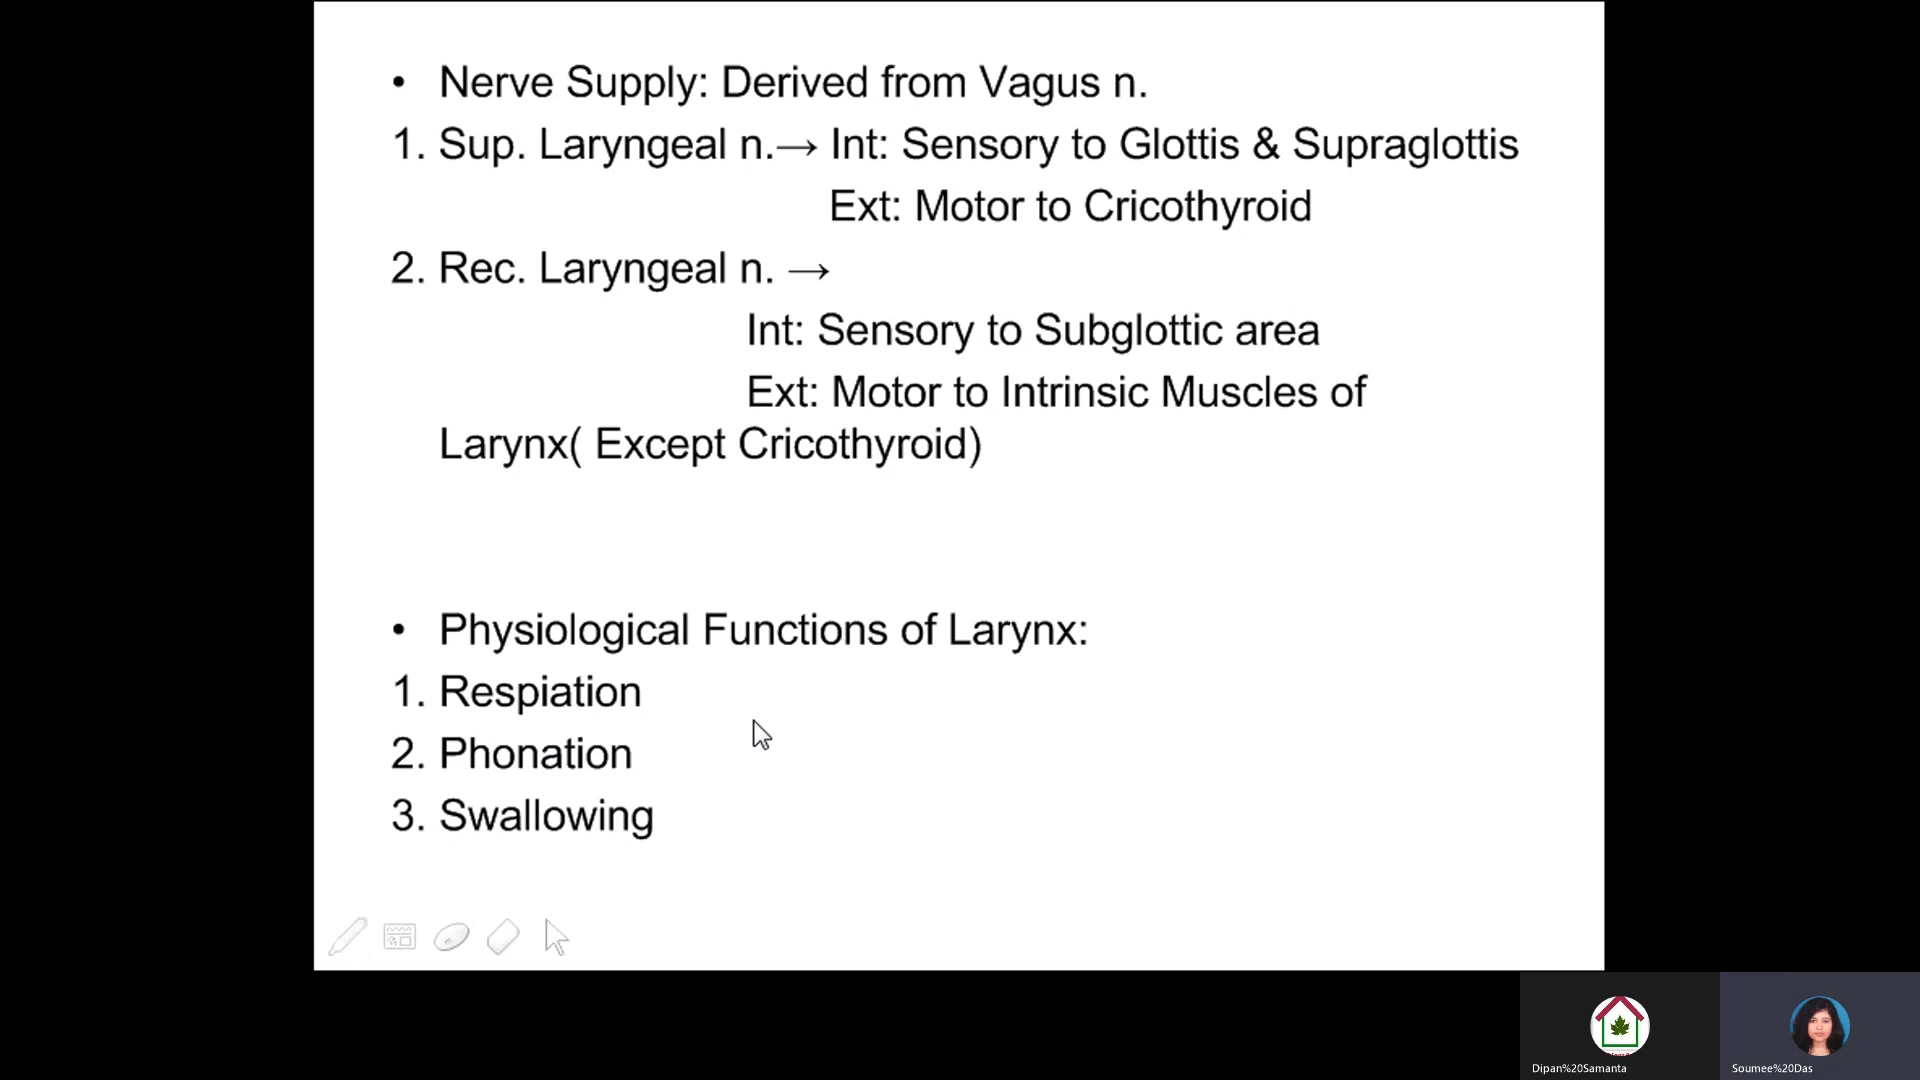 • Nerve Supply: Derived from Vagus n.
1. Sup. Laryngeal n.→ Int: Sensory to Glottis & Supraglottis
Ext: Motor to Cricothyroid
2. Rec. Laryngeal n. →
Int: Sensory to Subglottic area
Ext: Motor to Intrinsic Muscles of
Larynx( Except Cricothyroid)
• Physiological Functions of Larynx:
1. Respiation
2. Phonation
3. Swallowing
Dipan%20Samanta
Soumee%20Das